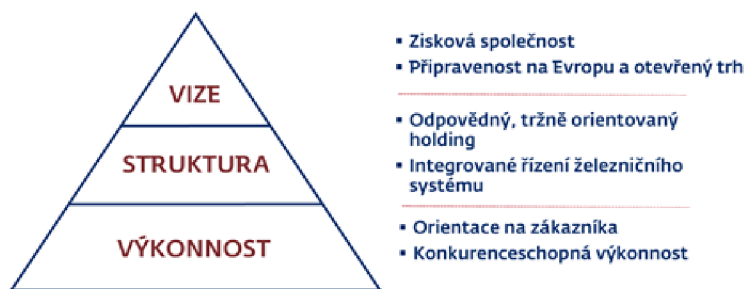 VIZE
▪ Zisková společnost
▪ Připravenost na Evropu a otevřený trh
STRUKTURA
▪ Odpovědný, tržně orientovaný
holding
▪ Integrované řízení železničního
systému
VÝKONNOST
▪ Orientace na zákazníka
▪ Konkurenceschopná výkonnost